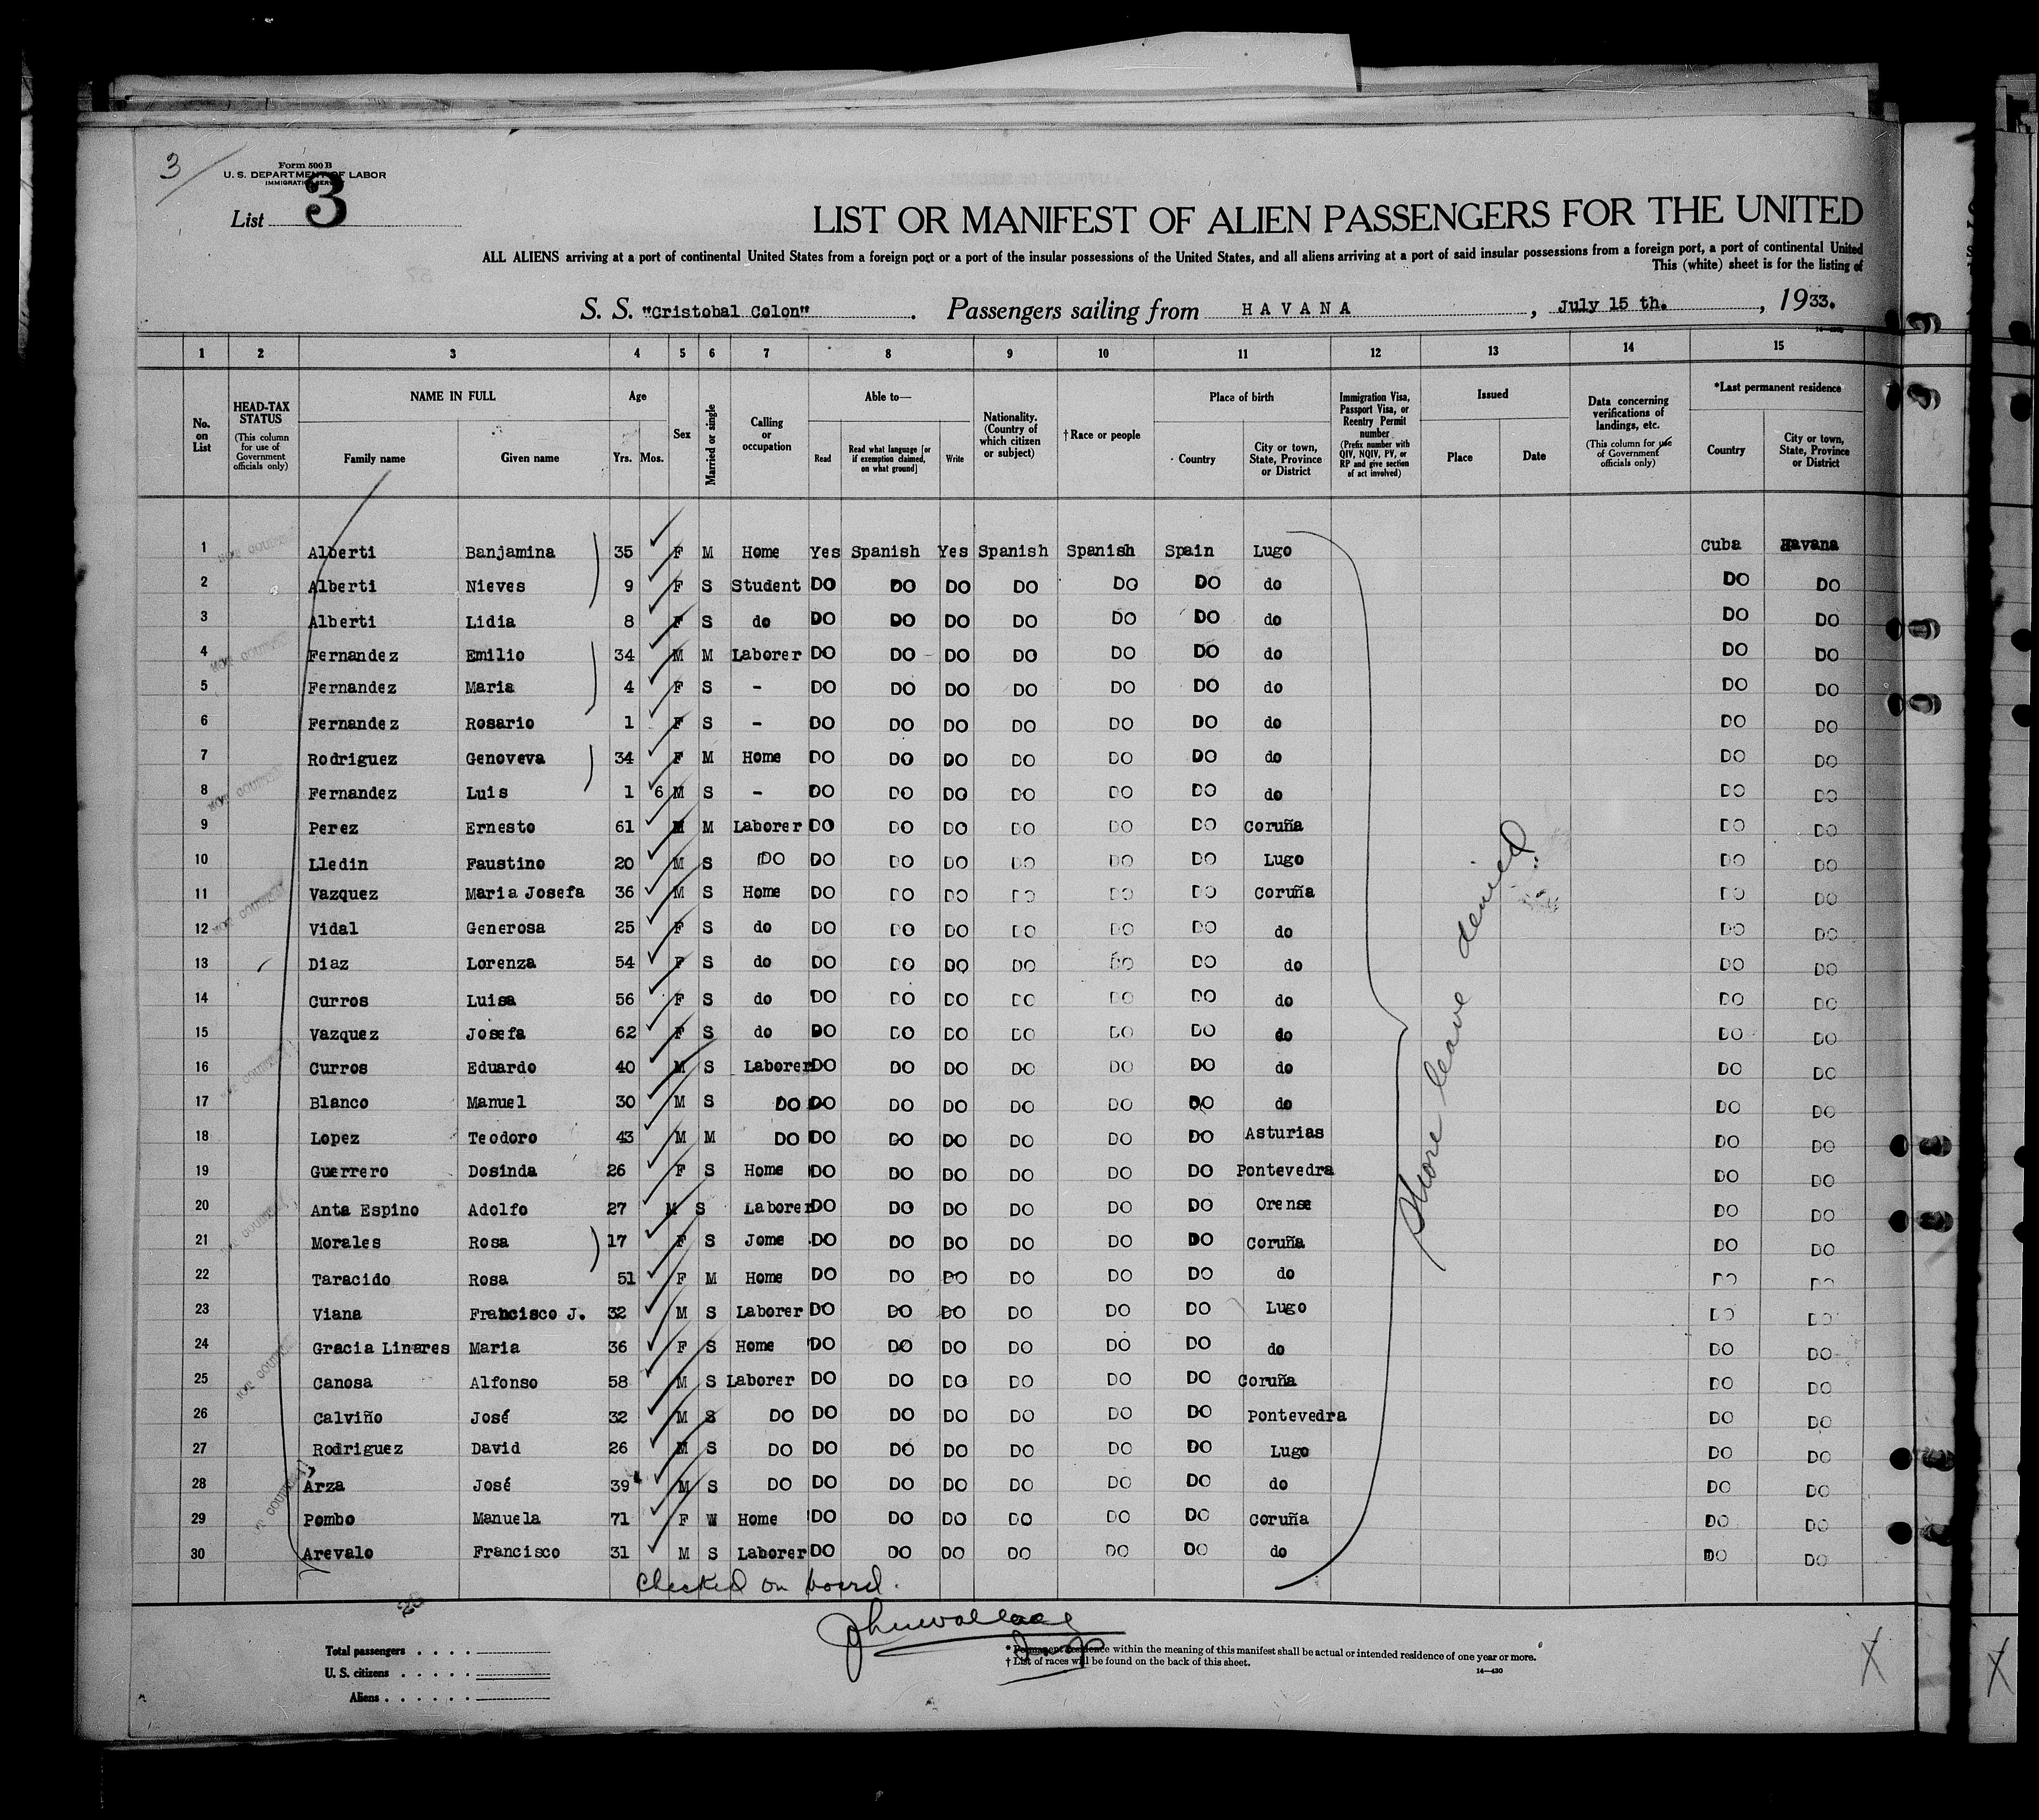 3
Form 500 B
U. S. DEPARTMENT OF LABOR
IMMIGRATION SERVICE
List 3
LIST OR MANIFEST OF ALIEN PASSENGERS FOR THE UNITED
ALL ALIENS arriving at a port of continental United States from a foreign port or a port of the insular possessions of the United States, and all aliens arriving at a port of said insular possessions from a foreign port, a port of continental United
This (white) sheet is for the listing of
S. S. "Cristobal Colon". Passengers sailing from HAVANA, July 15 th., 1933.
1 2 3 4 5 6 7 8 9 10 11 12 13 14 15
No. on List
HEAD-TAX STATUS (This column for use of Government officials only)
NAME IN FULL Family name Given name
Age Yrs. Mos.
Sex
Married or single
Calling or occupation
Able to— Read Read what language [or if exemption claimed, on what ground] Write
Nationality. (Country of which citizen or subject)
†Race or people
Place of birth Country City or town, State, Province or District
Immigration Visa, Passport Visa, or Reentry Permit number (Prefix number with QIV, NQIV, PV, or RP and give section of act involved)
Issued Place Date
Data concerning verifications of landings, etc. (This column for use of Government officials only)
*Last permanent residence Country City or town, State, Province or District
1 Alberti Banjamina 35 F M Home Yes Spanish Yes Spanish Spanish Spain Lugo Cuba Havana
2 Alberti Nieves 9 F S Student DO DO DO DO DO DO do DO DO
3 Alberti Lidia 8 F S do DO DO DO DO DO DO do DO DO
4 Fernandez Emilio 34 M M Laborer DO DO DO DO DO DO do DO DO
5 Fernandez Maria 4 F S - DO DO DO DO DO DO do DO DO
6 Fernandez Rosario 1 F S - DO DO DO DO DO DO do DO DO
7 Rodriguez Genoveva 34 F M Home DO DO DO DO DO DO do DO DO
8 Fernandez Luis 1 6 M S - DO DO DO DO DO DO do DO DO
9 Perez Ernesto 61 M M Laborer DO DO DO DO DO DO Coruña DO DO
10 Lledin Faustino 20 M S DO DO DO DO DO DO DO Lugo DO DO
11 Vazquez Maria Josefa 36 M S Home DO DO DO DO DO DO Coruña DO DO
12 Vidal Generosa 25 F S do DO DO DO DO DO DO do DO DO
13 Diaz Lorenza 54 F S do DO DO DO DO DO DO do DO DO
14 Curros Luisa 56 F S do DO DO DO DO DO DO do DO DO
15 Vazquez Josefa 62 F S do DO DO DO DO DO DO do DO DO
16 Curros Eduardo 40 M S Laborer DO DO DO DO DO DO do DO DO
17 Blanco Manuel 30 M S DO DO DO DO DO DO DO do DO DO
18 Lopez Teodoro 43 M M DO DO DO DO DO DO DO Asturias DO DO
19 Guerrero Dosinda 26 F S Home DO DO DO DO DO DO Pontevedra DO DO
20 Anta Espino Adolfo 27 M S Laborer DO DO DO DO DO DO Orense DO DO
21 Morales Rosa 17 F S Jome DO DO DO DO DO DO Coruña DO DO
22 Taracido Rosa 51 F M Home DO DO DO DO DO DO do DO DO
23 Viana Francisco J. 32 M S Laborer DO DO DO DO DO DO Lugo DO DO
24 Gracia Linares Maria 36 F S Home DO DO DO DO DO DO do DO DO
25 Canosa Alfonso 58 M S Laborer DO DO DO DO DO DO Coruña DO DO
26 Calviño José 32 M S DO DO DO DO DO DO DO Pontevedra DO DO
27 Rodriguez David 26 M S DO DO DO DO DO DO DO Lugo DO DO
28 Arza José 39 M S DO DO DO DO DO DO DO do DO DO
29 Pombo Manuela 71 F W Home DO DO DO DO DO DO Coruña DO DO
30 Arevalo Francisco 31 M S Laborer DO DO DO DO DO DO do DO DO
Shore leave denied.
NOT COUNTED
Checked on board.
Total passengers
U. S. citizens
Aliens
* Permanent residence within the meaning of this manifest shall be actual or intended residence of one year or more.
† List of races will be found on the back of this sheet.
14—430
X
X